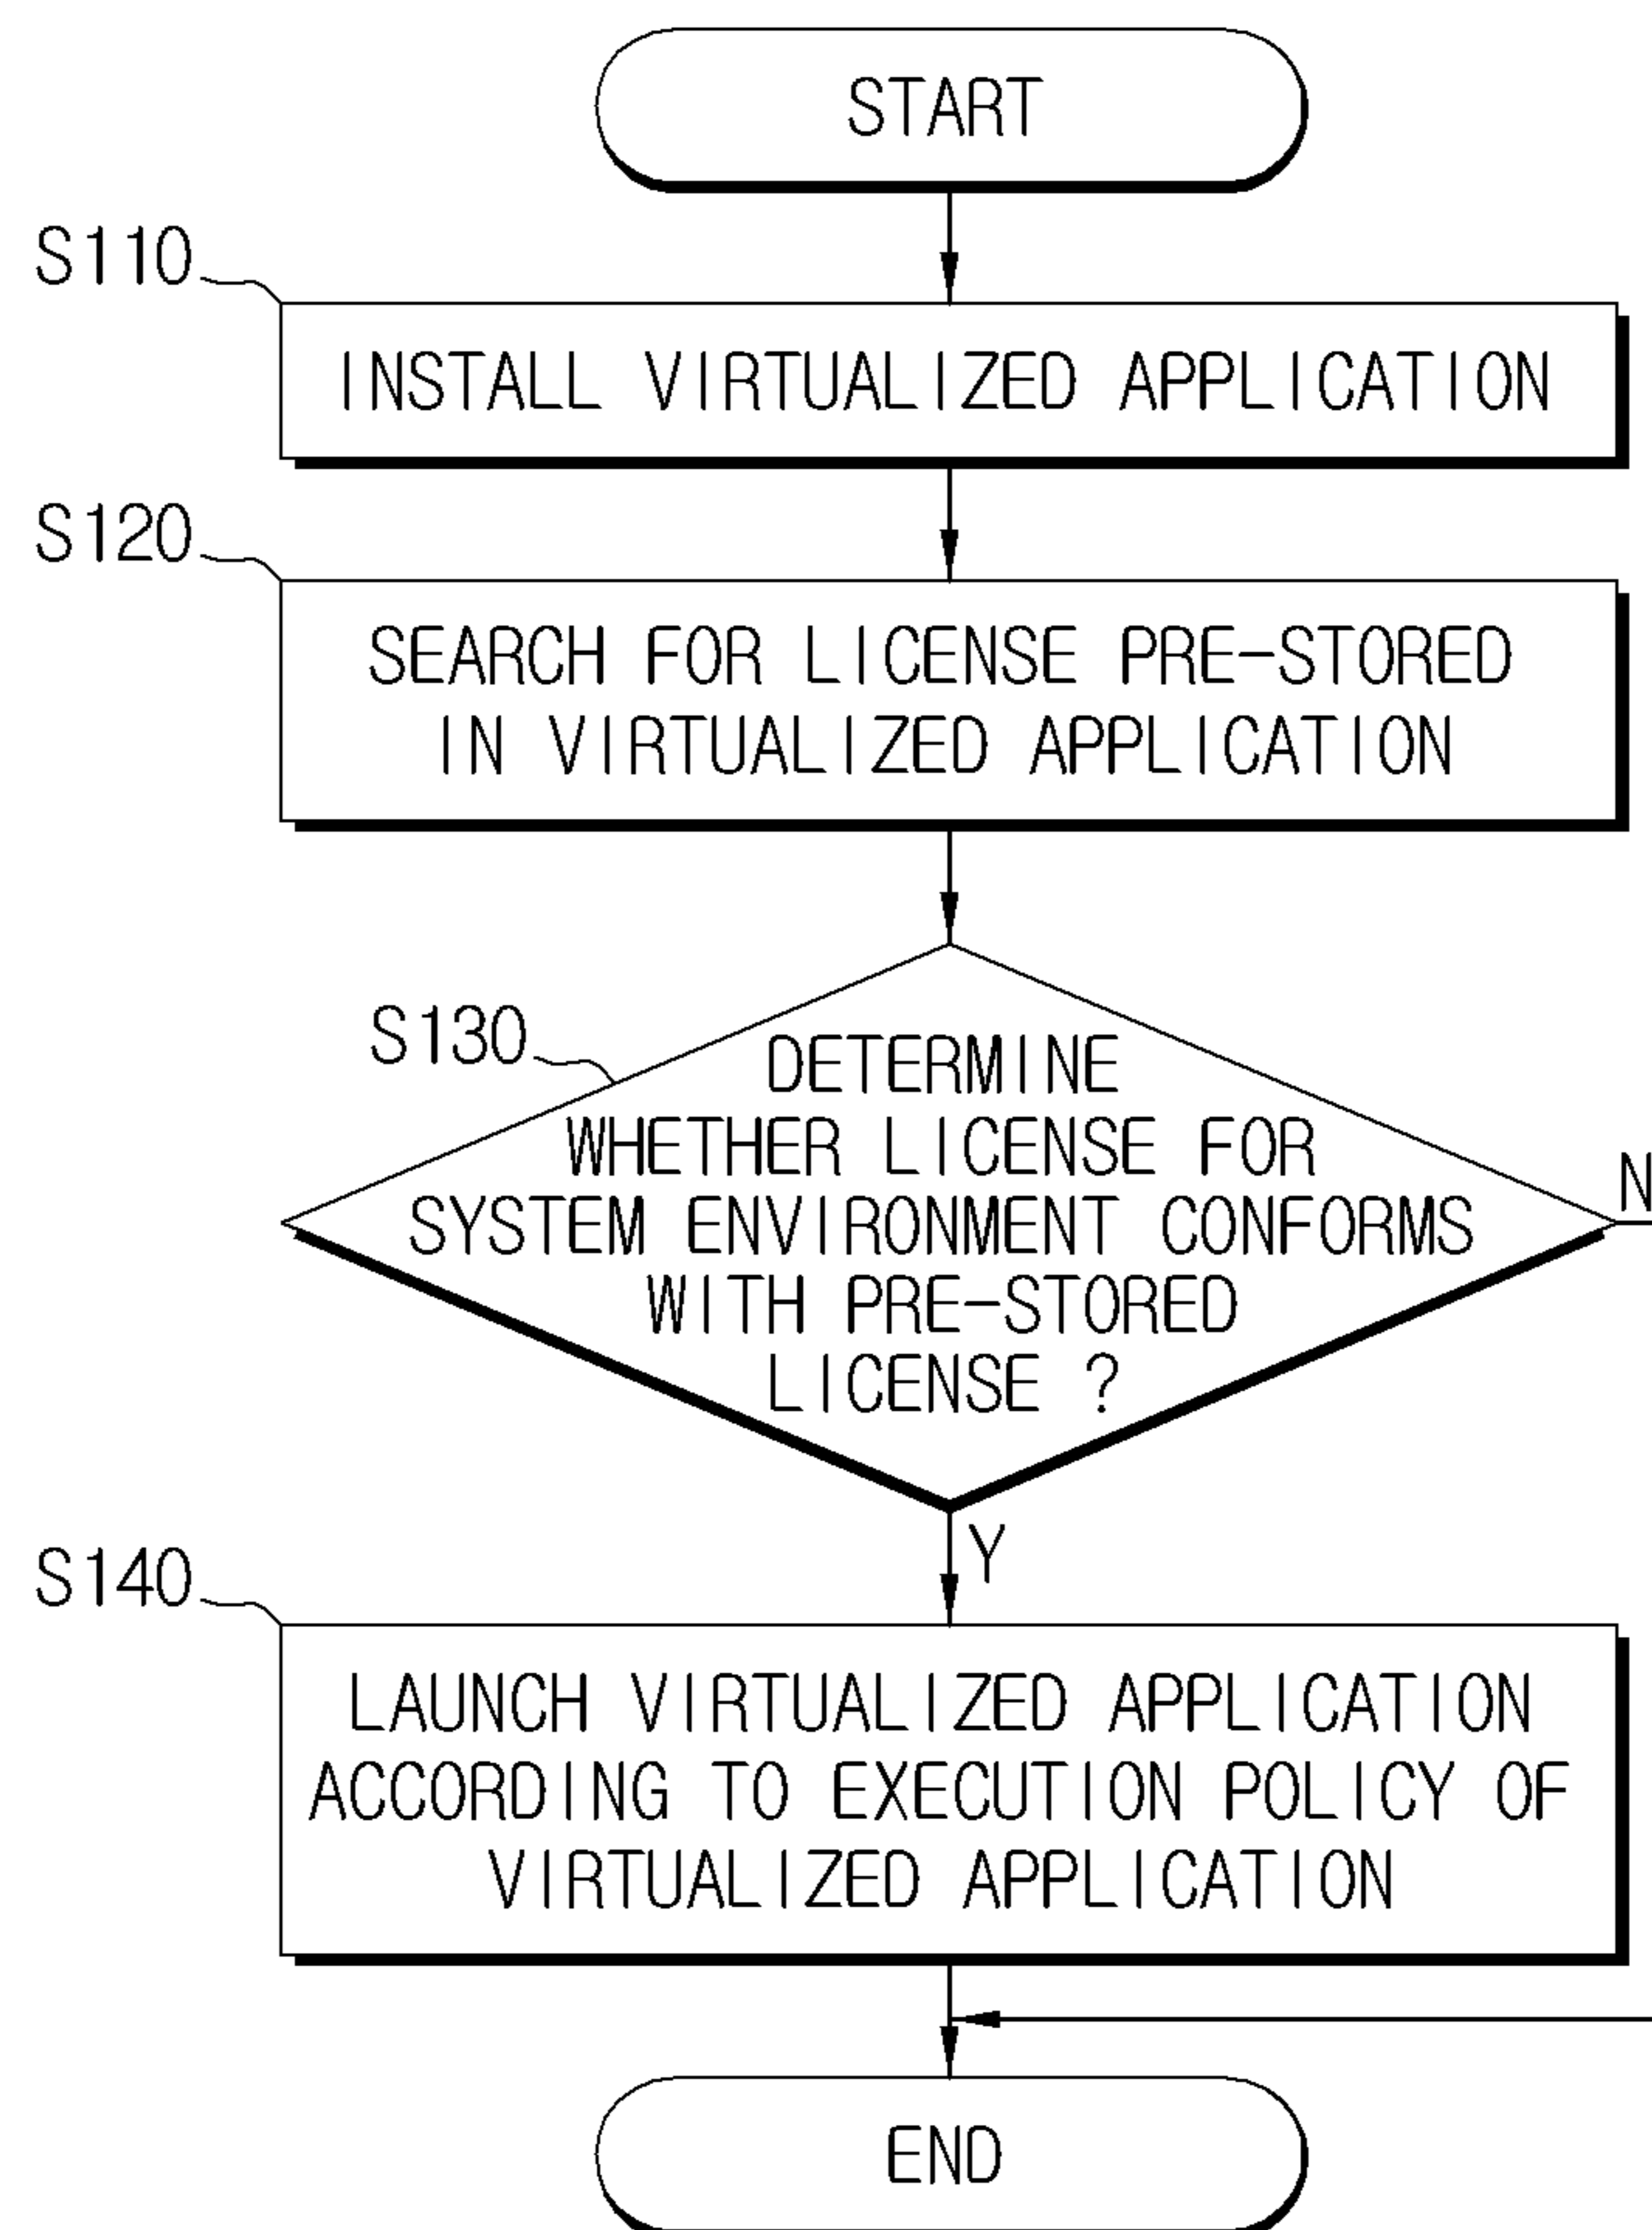 START
S110
INSTALL VIRTUALIZED APPLICATION
S120
SEARCH FOR LICENSE PRE-STORED
IN VIRTUALIZED APPLICATION
S130
DETERMINE
WHETHER LICENSE FOR
SYSTEM ENVIRONMENT CONFORMS
WITH PRE-STORED
LICENSE ?
N
Y
S140
LAUNCH VIRTUALIZED APPLICATION
ACCORDING TO EXECUTION POLICY OF
VIRTUALIZED APPLICATION
END